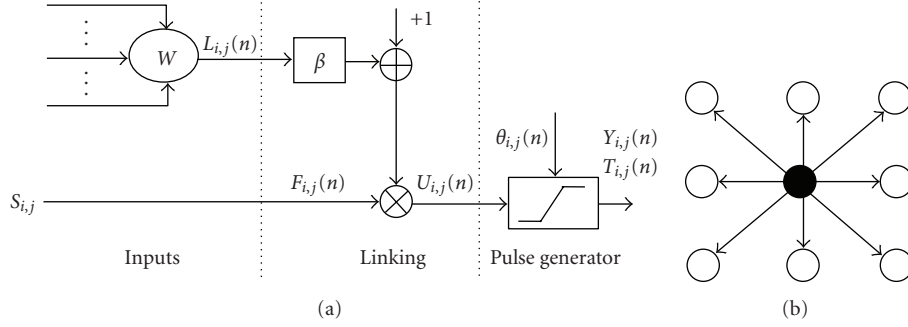 +1
W
L_{i,j}(n)
β
θ_{i,j}(n)
Y_{i,j}(n)
T_{i,j}(n)
F_{i,j}(n)
U_{i,j}(n)
S_{i,j}
Inputs
Linking
Pulse generator
(a)
(b)